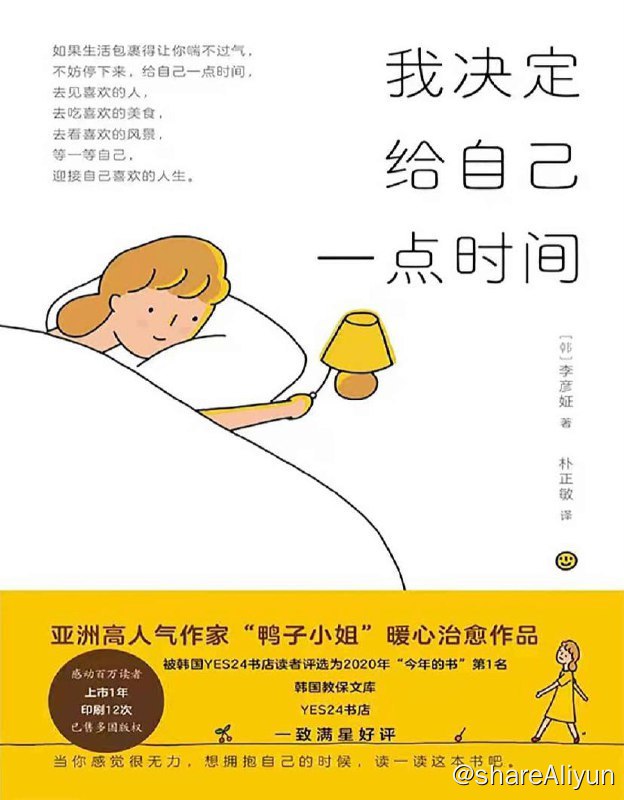 如果生活包裹得让你喘不过气，
不妨停下来，给自己一点时间，
去见喜欢的人，
去吃喜欢的美食，
去看喜欢的风景，
等一等自己，
迎接自己喜欢的人生。
我决定
给自己
一点时间
［韩］李彦姃 著
朴正敏 译
亚洲高人气作家“鸭子小姐”暖心治愈作品
被韩国YES24书店读者评选为2020年“今年的书”第1名
韩国教保文库
YES24书店
一致满星好评
感动百万读者
上市1年
印刷12次
已售多国版权
当你感觉很无力，想拥抱自己的时候，读一读这本书吧。
@shareAliyun